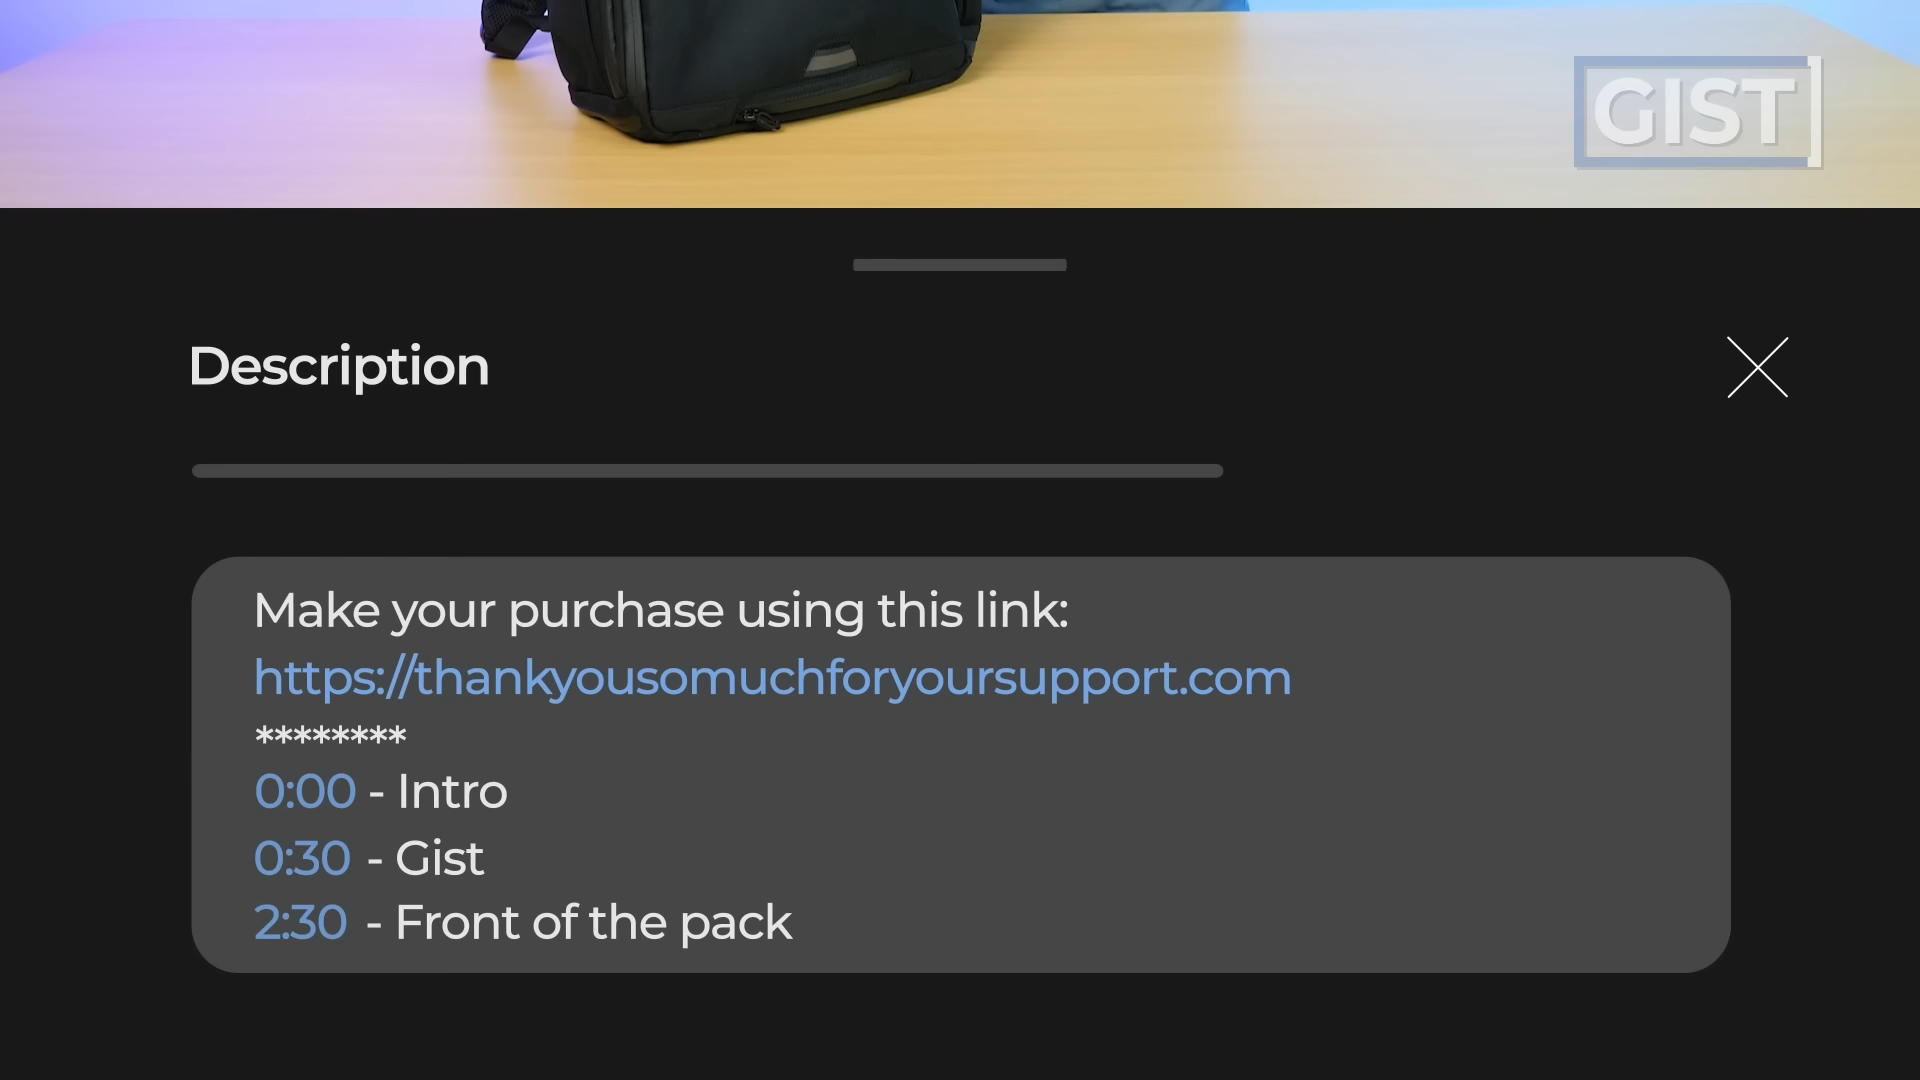 GIST
Description
Make your purchase using this link:
https://thankyousomuchforyoursupport.com
********
0:00 - Intro
0:30 - Gist
2:30 - Front of the pack